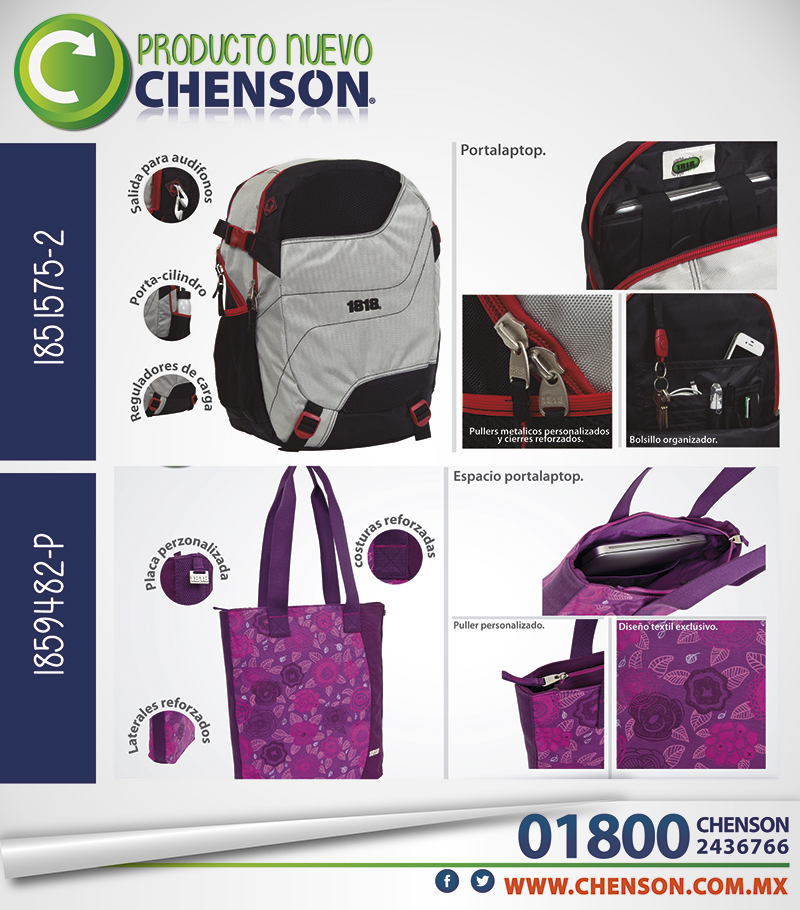 PRODUCTO NUEVO
CHENSON®
1851575-2
Salida para audifonos
Porta-cilindro
Reguladores de carga
1818.
Portalaptop.
1818.
Pullers metalicos personalizados
y cierres reforzados.
Bolsillo organizador.
1859482-P
Placa perzonalizada
costuras reforzadas
Laterales reforzados
Espacio portalaptop.
Puller personalizado.
Diseño textil exclusivo.
01800 CHENSON
2436766
WWW.CHENSON.COM.MX